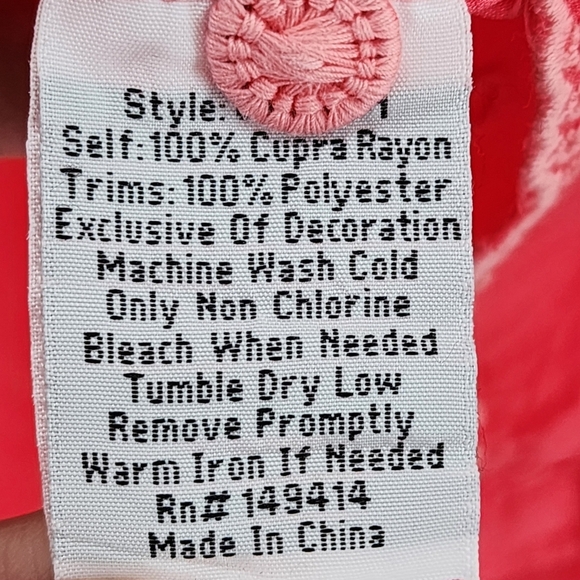 Style:
Self:100% Cupra Rayon
Trims: 100% Polyester
Exclusive Of Decoration
Machine Wash Cold
Only Non Chlorine
Bleach When Needed
Tumble Dry Low
Remove Promptly
Warm Iron If Needed
Rn# 149414
Made In China